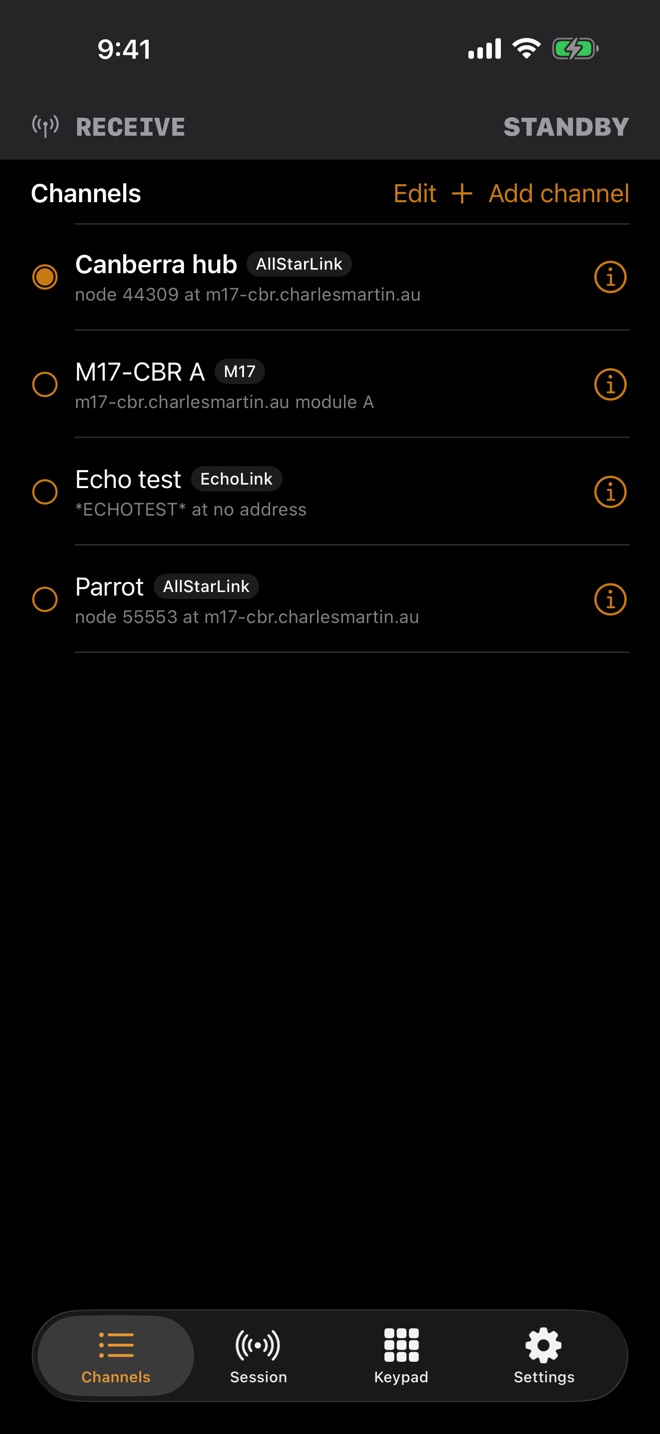 9:41
RECEIVE STANDBY
Channels Edit + Add channel
Canberra hub AllStarLink
node 44309 at m17-cbr.charlesmartin.au
M17-CBR A M17
m17-cbr.charlesmartin.au module A
Echo test EchoLink
*ECHOTEST* at no address
Parrot AllStarLink
node 55553 at m17-cbr.charlesmartin.au
Channels Session Keypad Settings